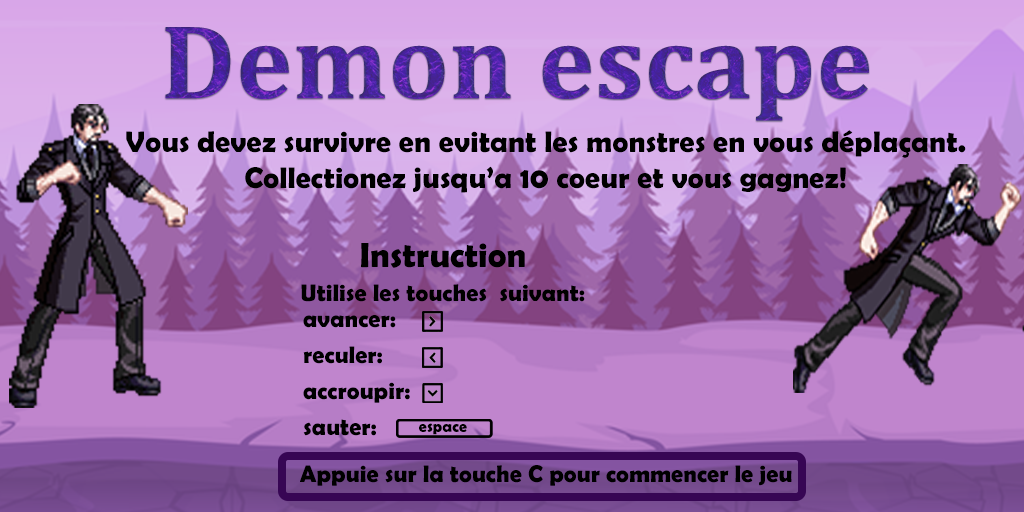 Demon escape
Vous devez survivre en evitant les monstres en vous déplaçant.
Collectionez jusqu'a 10 coeur et vous gagnez!
Instruction
Utilise les touches suivant:
avancer: >
reculer: <
accroupir: ⌄
sauter: espace
Appuie sur la touche C pour commencer le jeu